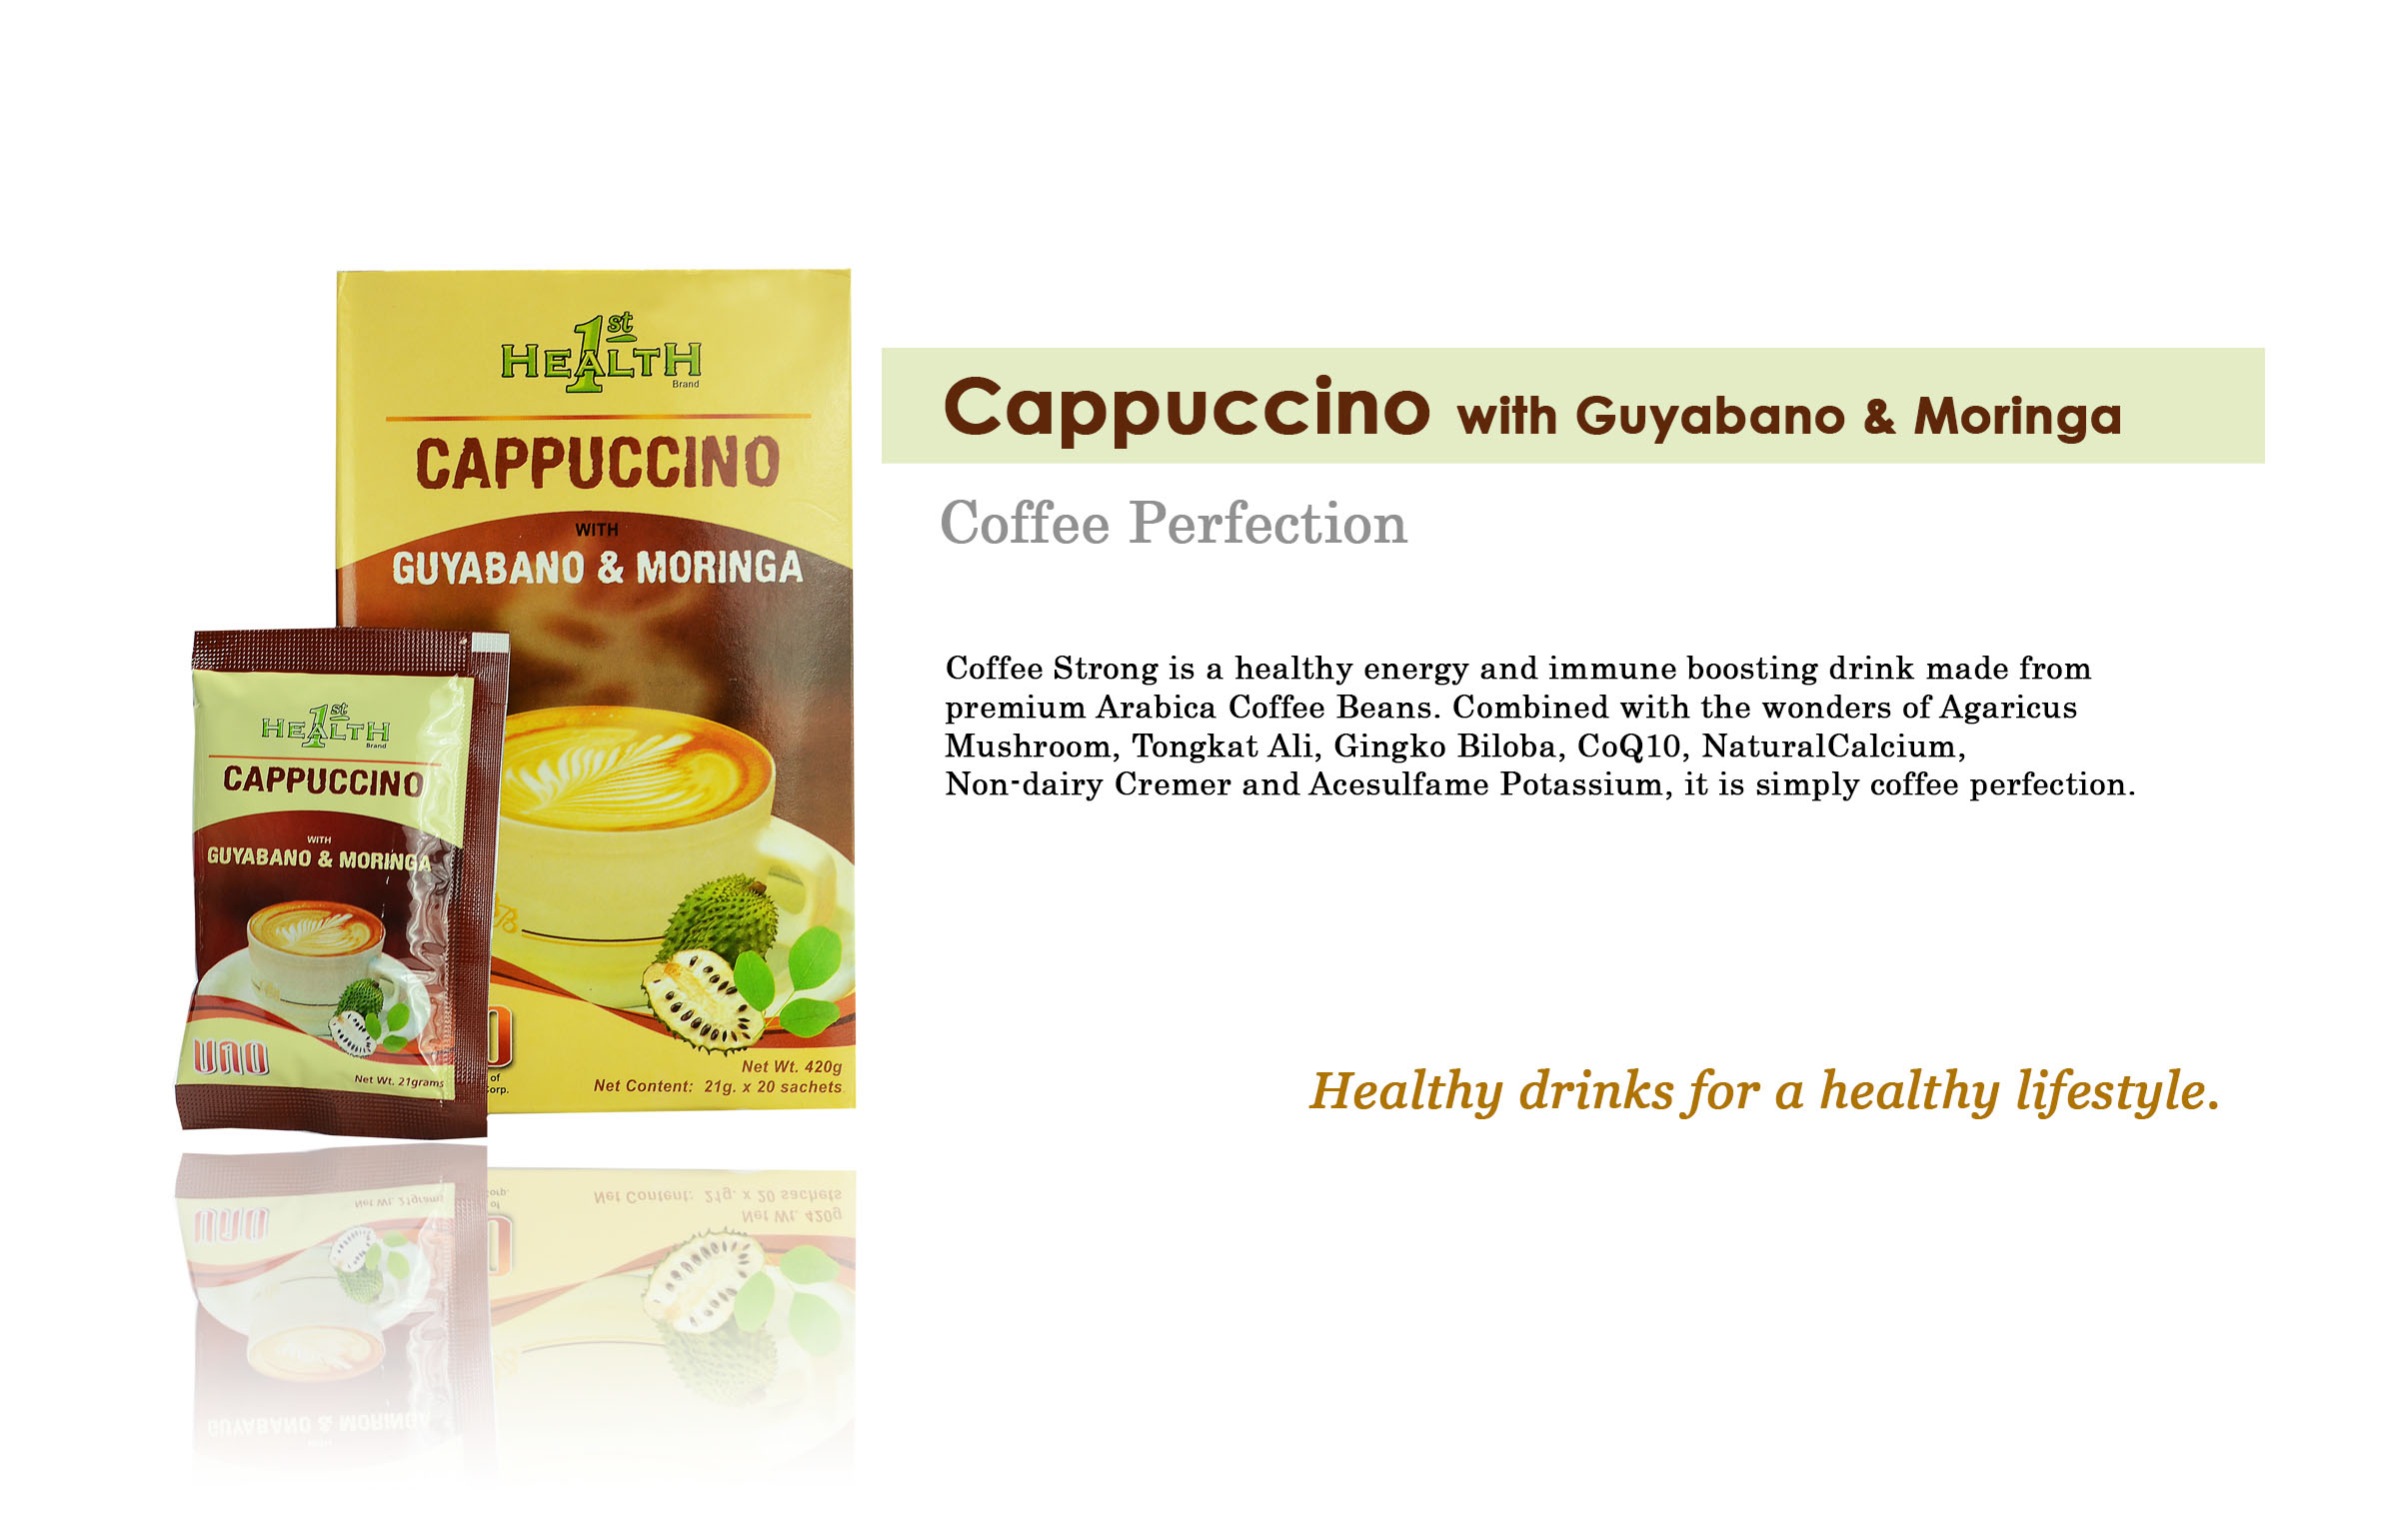 1st
HEALTH
Brand
CAPPUCCINO
WITH
GUYABANO & MORINGA
Net Wt. 420g
Net Content: 21g. x 20 sachets
of
orp.
1st
HEALTH
Brand
CAPPUCCINO
WITH
GUYABANO & MORINGA
uno
Net Wt. 21grams
Cappuccino with Guyabano & Moringa
Coffee Perfection
Coffee Strong is a healthy energy and immune boosting drink made from
premium Arabica Coffee Beans. Combined with the wonders of Agaricus
Mushroom, Tongkat Ali, Gingko Biloba, CoQ10, NaturalCalcium,
Non-dairy Cremer and Acesulfame Potassium, it is simply coffee perfection.
Healthy drinks for a healthy lifestyle.